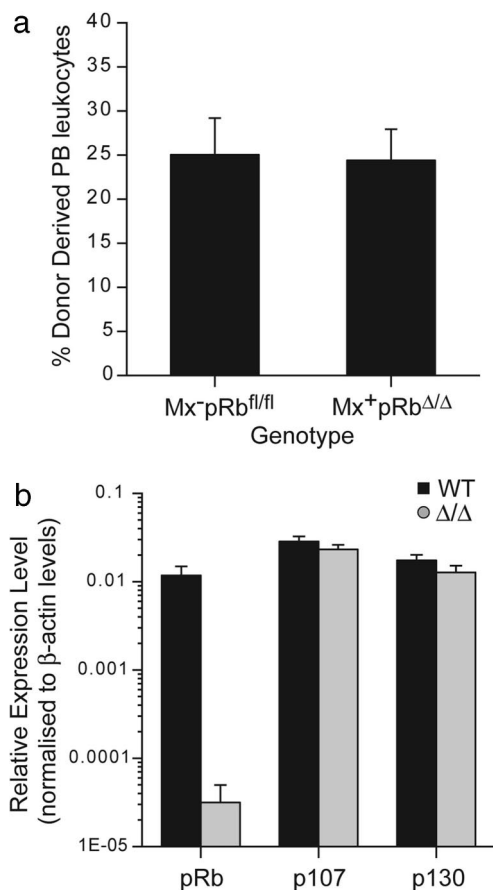 a
% Donor Derived PB leukocytes
40
35
30
25
20
15
10
5
0
Mx⁻pRb^fl/fl
Mx⁺pRb^Δ/Δ
Genotype
b
Relative Expression Level
(normalised to β-actin levels)
WT
Δ/Δ
0.1
0.01
0.001
0.0001
1E-05
pRb
p107
p130